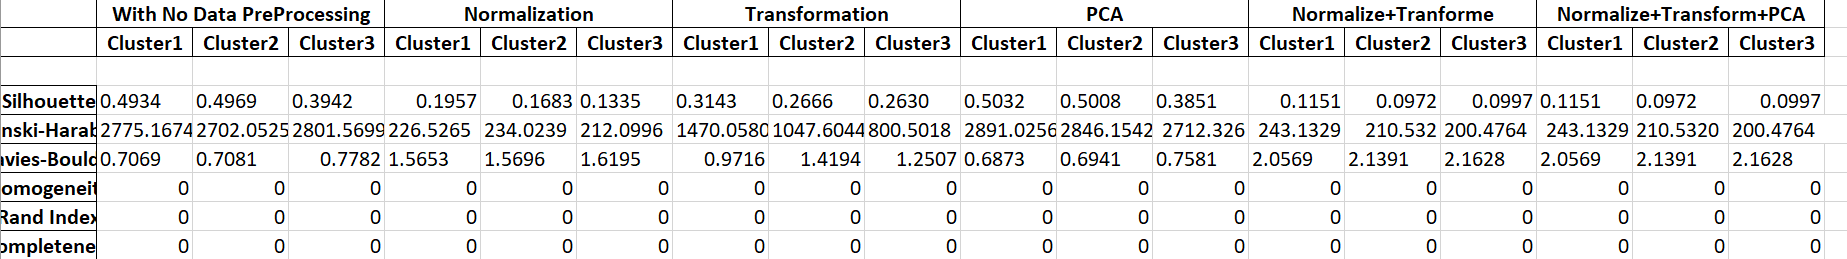 With No Data PreProcessing Normalization Transformation PCA Normalize+Tranforme Normalize+Transform+PCA
Cluster1 Cluster2 Cluster3 Cluster1 Cluster2 Cluster3 Cluster1 Cluster2 Cluster3 Cluster1 Cluster2 Cluster3 Cluster1 Cluster2 Cluster3 Cluster1 Cluster2 Cluster3
Silhouette 0.4934 0.4969 0.3942 0.1957 0.1683 0.1335 0.3143 0.2666 0.2630 0.5032 0.5008 0.3851 0.1151 0.0972 0.0997 0.1151 0.0972 0.0997
nski-Harab 2775.1674 2702.0525 2801.5699 226.5265 234.0239 212.0996 1470.0580 1047.6044 800.5018 2891.0256 2846.1542 2712.326 243.1329 210.532 200.4764 243.1329 210.5320 200.4764
avies-Bould 0.7069 0.7081 0.7782 1.5653 1.5696 1.6195 0.9716 1.4194 1.2507 0.6873 0.6941 0.7581 2.0569 2.1391 2.1628 2.0569 2.1391 2.1628
omogeneit 0 0 0 0 0 0 0 0 0 0 0 0 0 0 0 0 0 0
Rand Index 0 0 0 0 0 0 0 0 0 0 0 0 0 0 0 0 0 0
ompletene 0 0 0 0 0 0 0 0 0 0 0 0 0 0 0 0 0 0